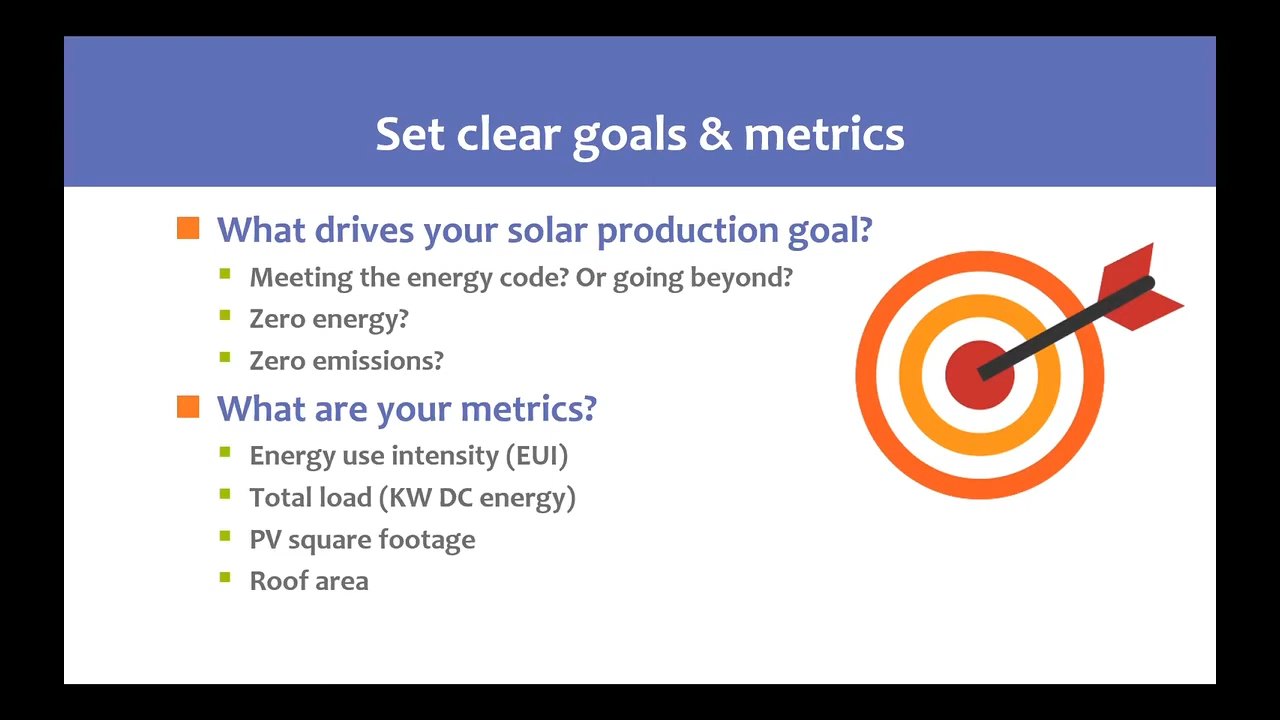 Set clear goals & metrics
What drives your solar production goal?
Meeting the energy code? Or going beyond?
Zero energy?
Zero emissions?
What are your metrics?
Energy use intensity (EUI)
Total load (KW DC energy)
PV square footage
Roof area